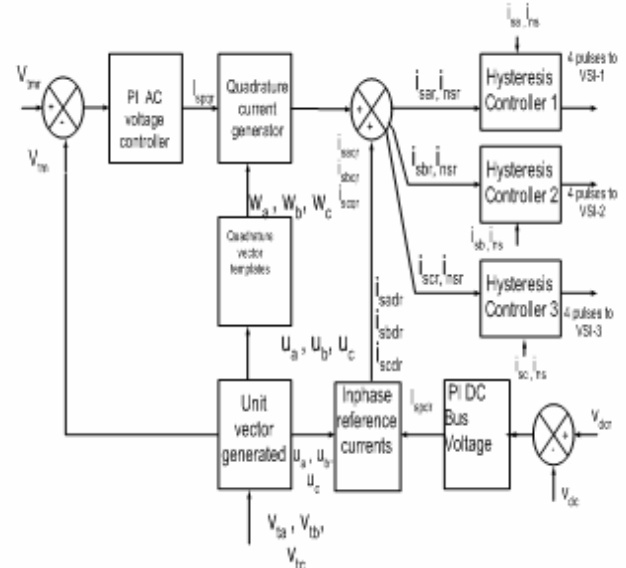 i_sa, i_ns
4 pulses to
VSI-1
V_tmr
+
-
V_tm
PI AC
voltage
controller
I_spqr
Quadrature
current
generator
+
+
i_saqr
i_sbqr
i_scqr
i_sar, i_nsr
Hysteresis
Controller 1
i_sbr, i_nsr
Hysteresis
Controller 2
4 pulses to
VSI-2
i_sb, i_ns
i_scr, i_nsr
Hysteresis
Controller 3
4 pulses to
VSI-3
i_sc, i_ns
W_a, W_b, W_c
Quadrature
vector
templates
i_sadr
i_sbdr
i_scdr
u_a, u_b, u_c
Unit
vector
generated
u_a, u_b,
u_c
Inphase
reference
currents
I_spdr
PI DC
Bus
Voltage
+
-
v_dcr
v_dc
v_ta, v_tb,
v_tc